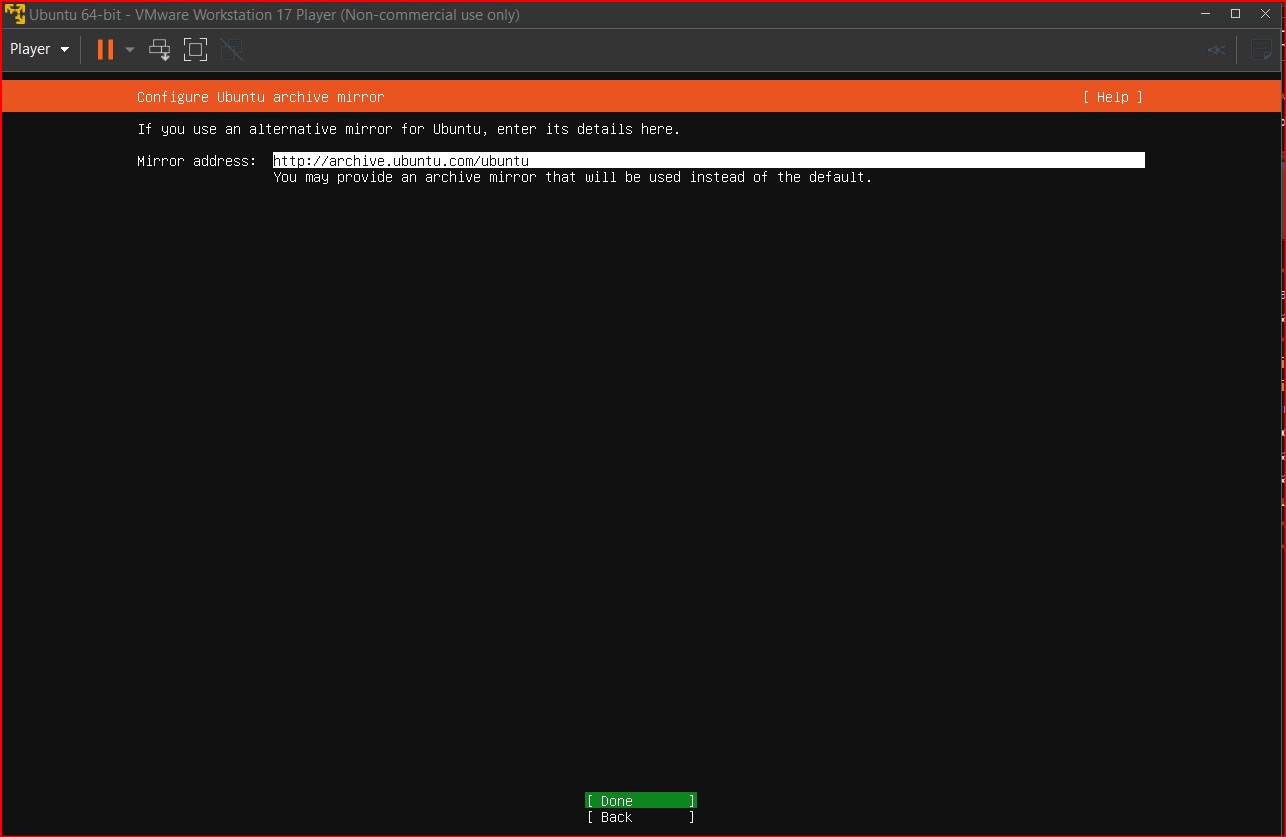 Ubuntu 64-bit - VMware Workstation 17 Player (Non-commercial use only)
Player
Configure Ubuntu archive mirror [ Help ]
If you use an alternative mirror for Ubuntu, enter its details here.
Mirror address: http://archive.ubuntu.com/ubuntu
You may provide an archive mirror that will be used instead of the default.
[ Done ]
[ Back ]